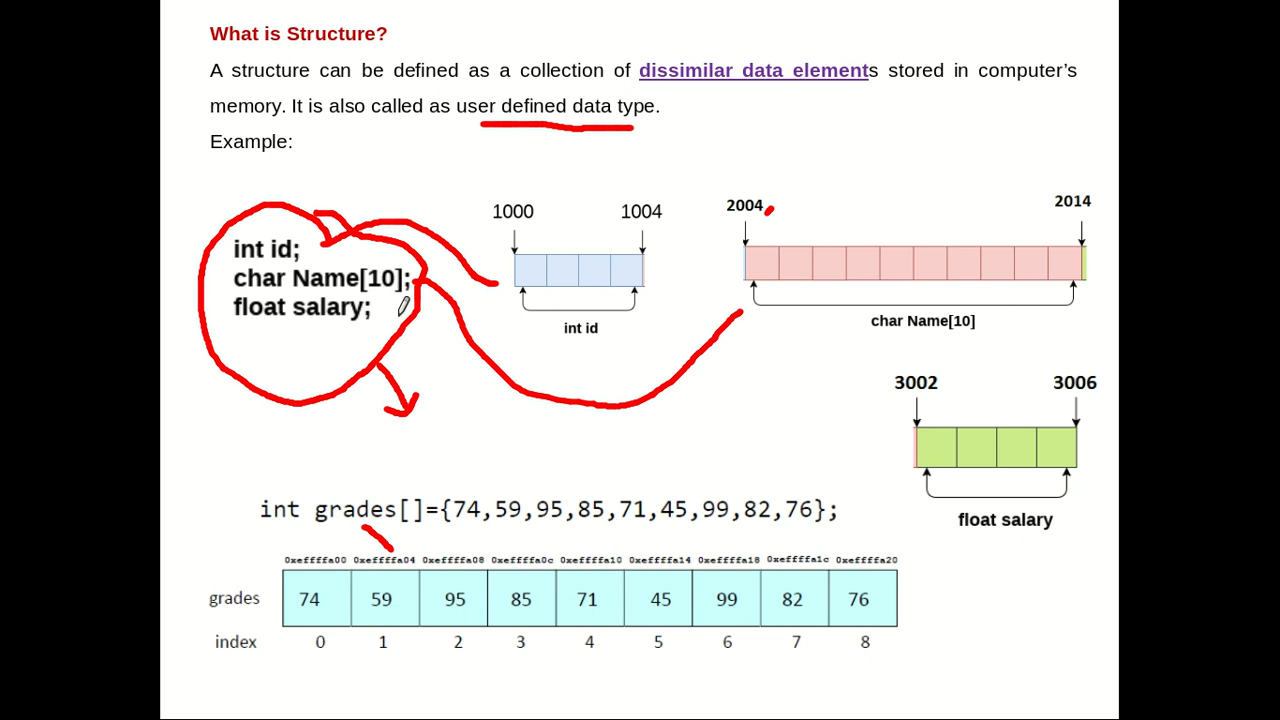 What is Structure?
A structure can be defined as a collection of dissimilar data elements stored in computer’s
memory. It is also called as user defined data type.
Example:
int id;
char Name[10];
float salary;
1000 1004
int id
2004 2014
char Name[10]
3002 3006
float salary
int grades[]={74,59,95,85,71,45,99,82,76};
0xeffffa00 0xeffffa04 0xeffffa08 0xeffffa0c 0xeffffa10 0xeffffa14 0xeffffa18 0xeffffa1c 0xeffffa20
grades 74 59 95 85 71 45 99 82 76
index 0 1 2 3 4 5 6 7 8